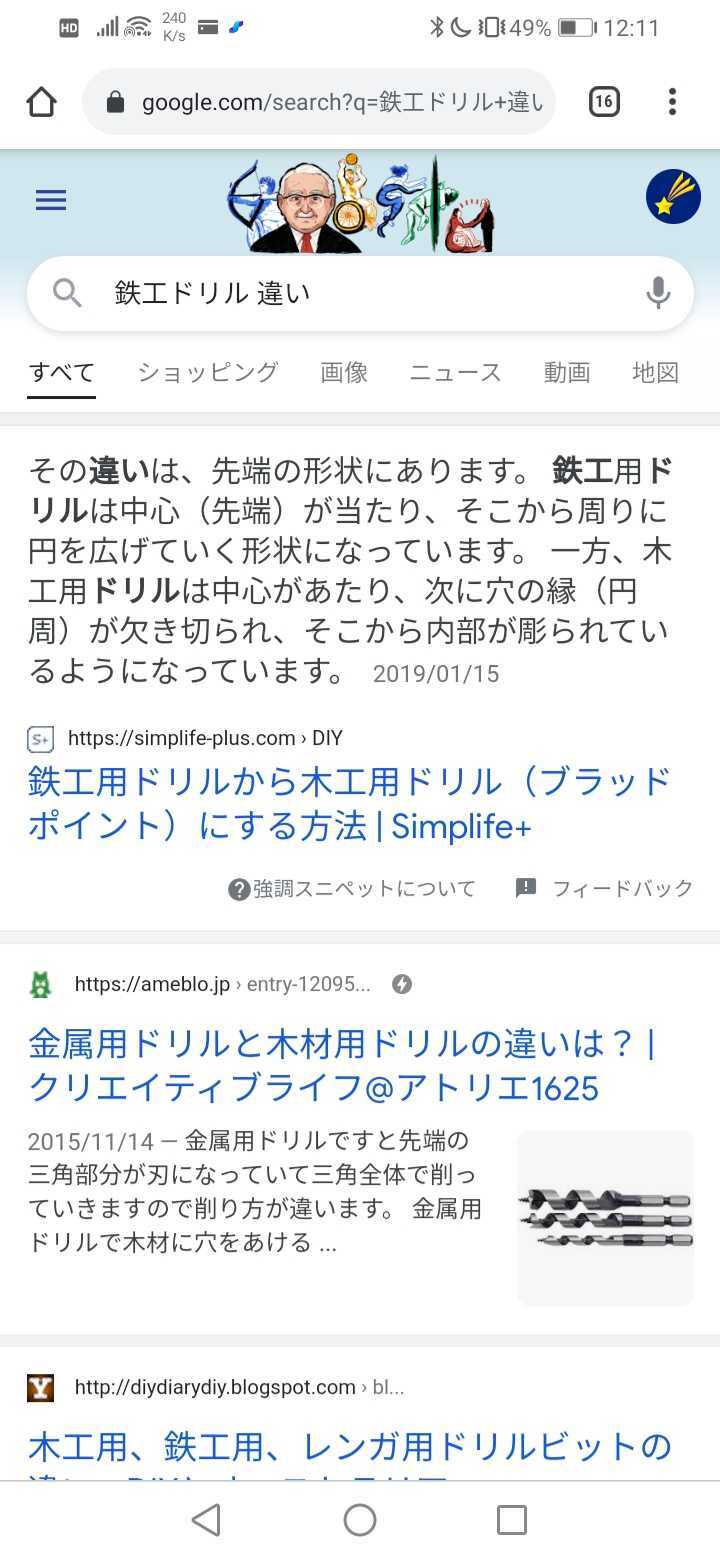 HD 240 K/s 49% 12:11
google.com/search?q=鉄工ドリル+違い
16
鉄工ドリル 違い
すべて ショッピング 画像 ニュース 動画 地図
その違いは、先端の形状にあります。 鉄工用ド
リルは中心（先端）が当たり、そこから周りに
円を広げていく形状になっています。 一方、木
工用ドリルは中心があたり、次に穴の縁（円
周）が欠き切られ、そこから内部が彫られてい
るようになっています。 2019/01/15
S+ https://simplife-plus.com › DIY
鉄工用ドリルから木工用ドリル（ブラッド
ポイント）にする方法 | Simplife+
強調スニペットについて フィードバック
https://ameblo.jp › entry-12095...
金属用ドリルと木材用ドリルの違いは？ |
クリエイティブライフ@アトリエ1625
2015/11/14 — 金属用ドリルですと先端の
三角部分が刃になっていて三角全体で削っ
ていきますので削り方が違います。 金属用
ドリルで木材に穴をあける ...
Y http://diydiarydiy.blogspot.com › bl...
木工用、鉄工用、レンガ用ドリルビットの